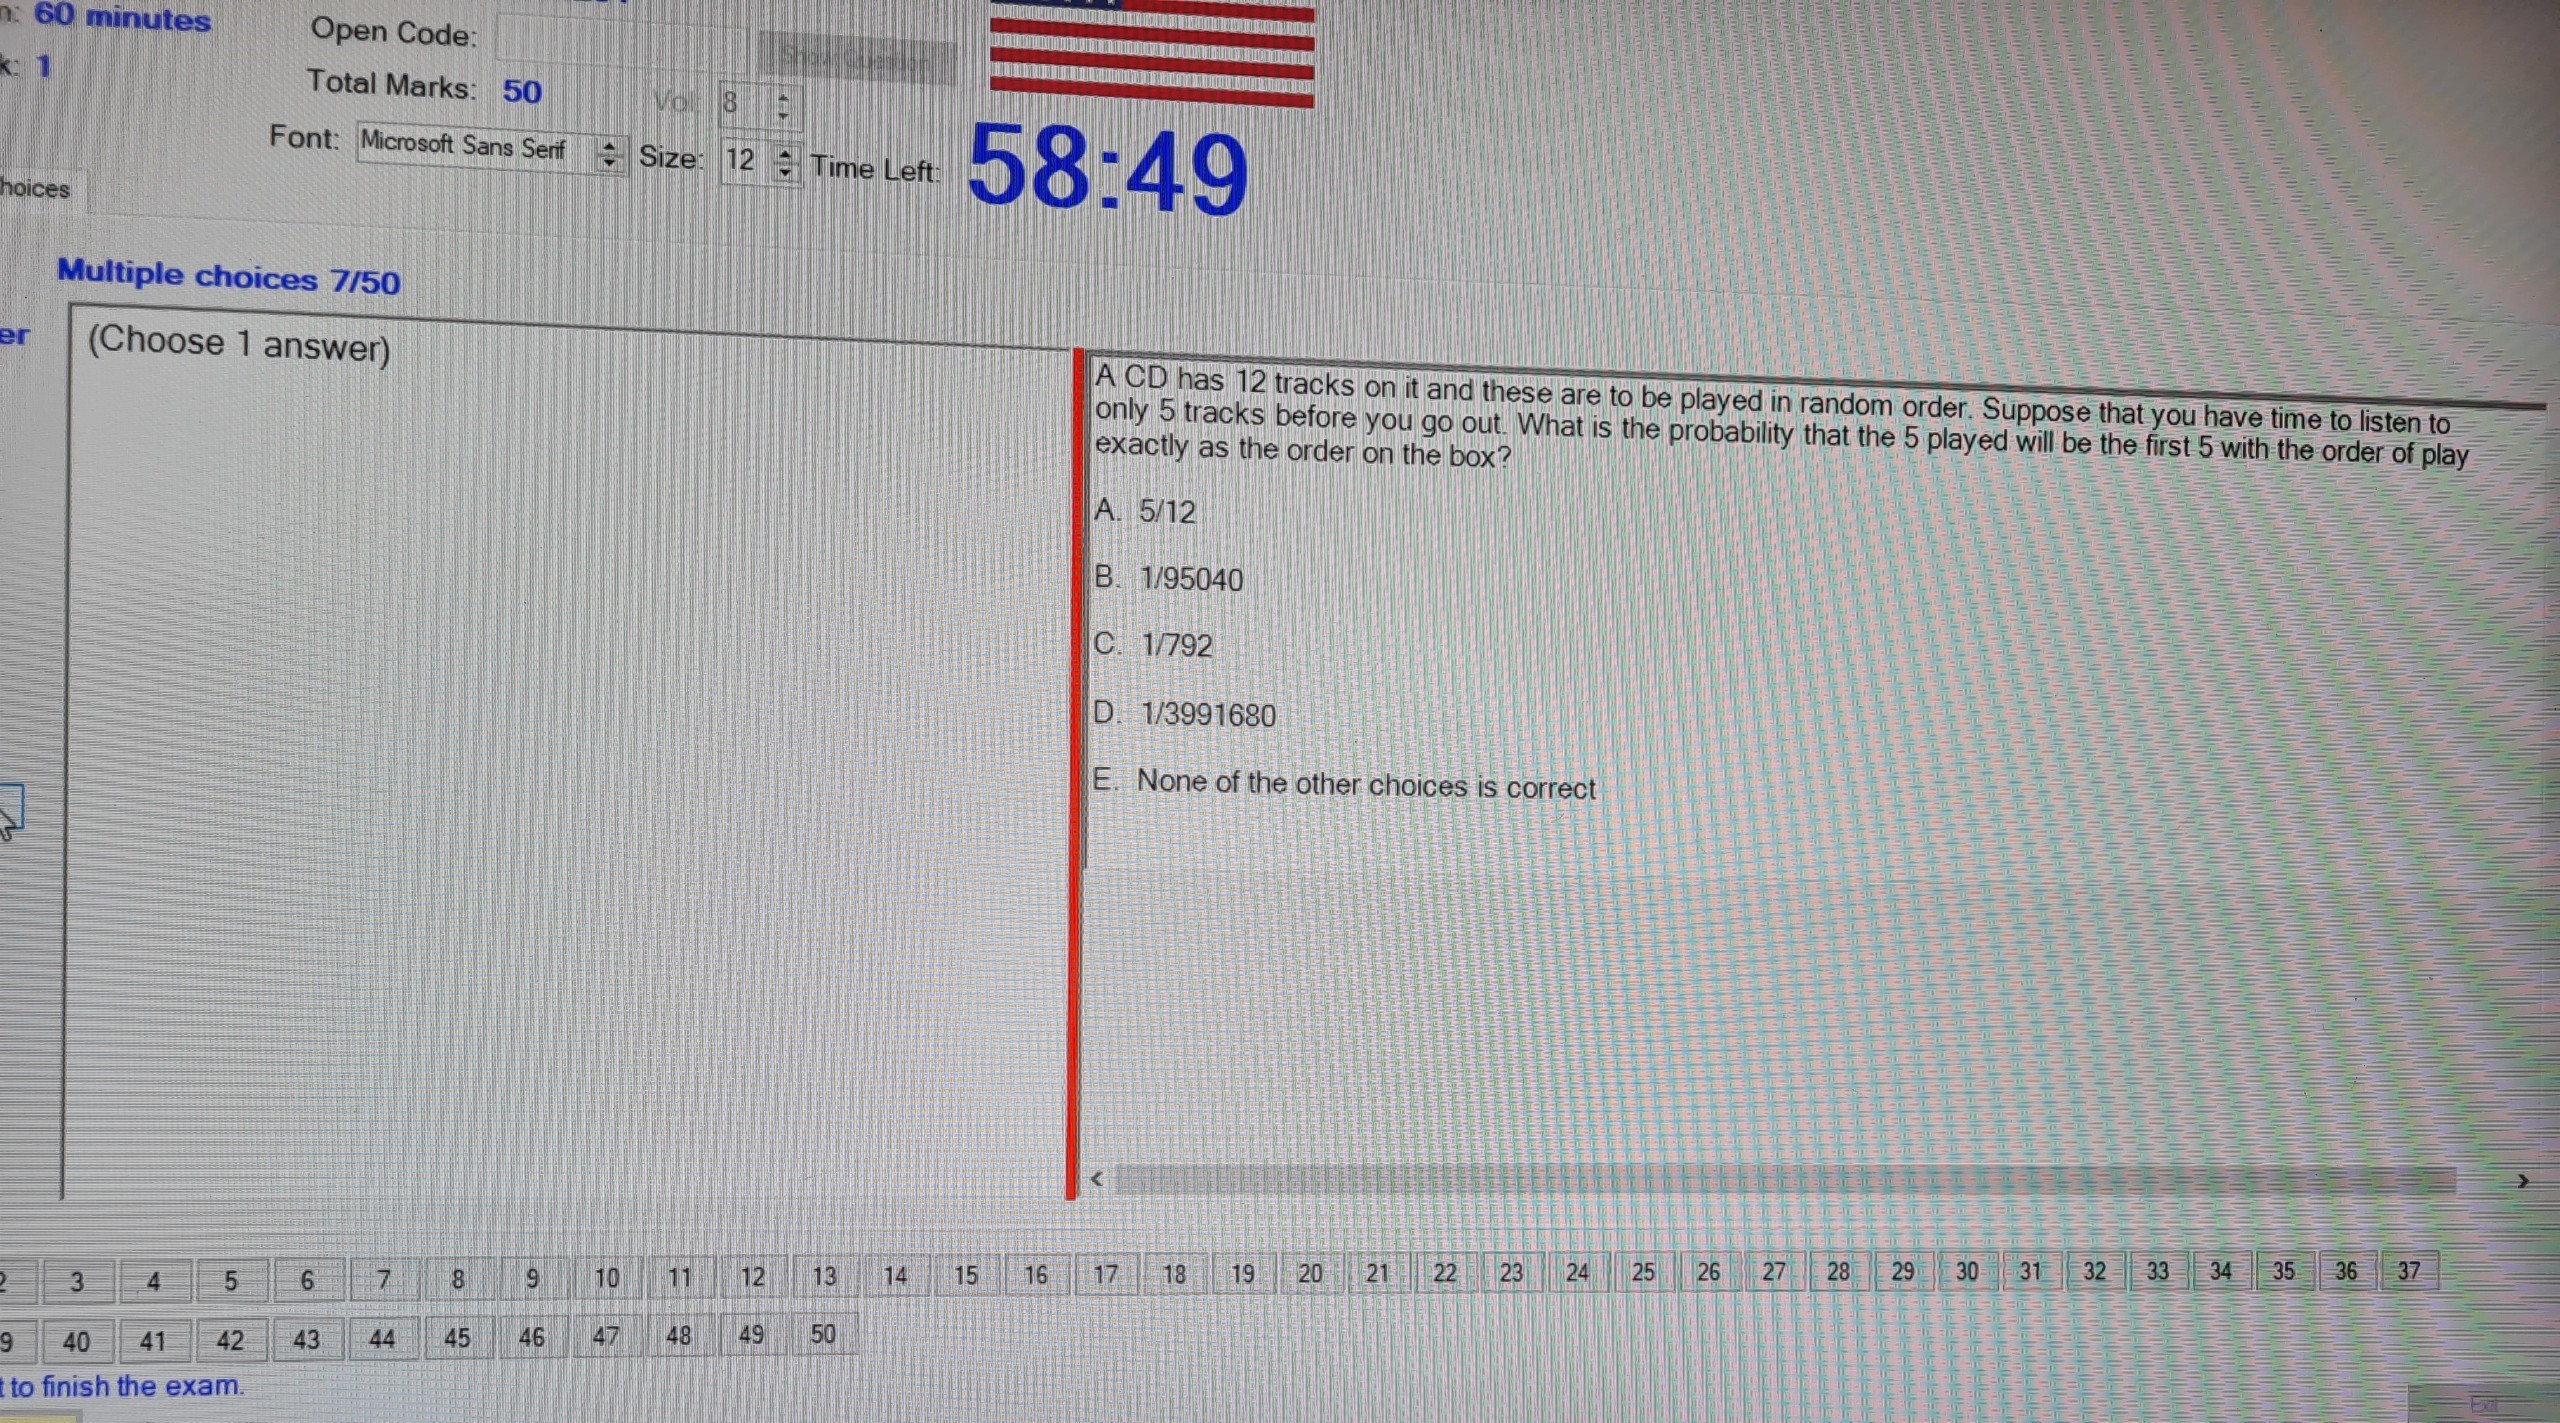 60 minutes
Open Code:
Show Question
1
Total Marks: 50
Vol 8
Font: Microsoft Sans Serif Size: 12 Time Left: 58:49
hoices
Multiple choices 7/50
er
(Choose 1 answer)
A CD has 12 tracks on it and these are to be played in random order. Suppose that you have time to listen to
only 5 tracks before you go out. What is the probability that the 5 played will be the first 5 with the order of play
exactly as the order on the box?
A. 5/12
B. 1/95040
C. 1/792
D. 1/3991680
E. None of the other choices is correct
2 3 4 5 6 7 8 9 10 11 12 13 14 15 16 17 18 19 20 21 22 23 24 25 26 27 28 29 30 31 32 33 34 35 36 37
9 40 41 42 43 44 45 46 47 48 49 50
to finish the exam.
Exit